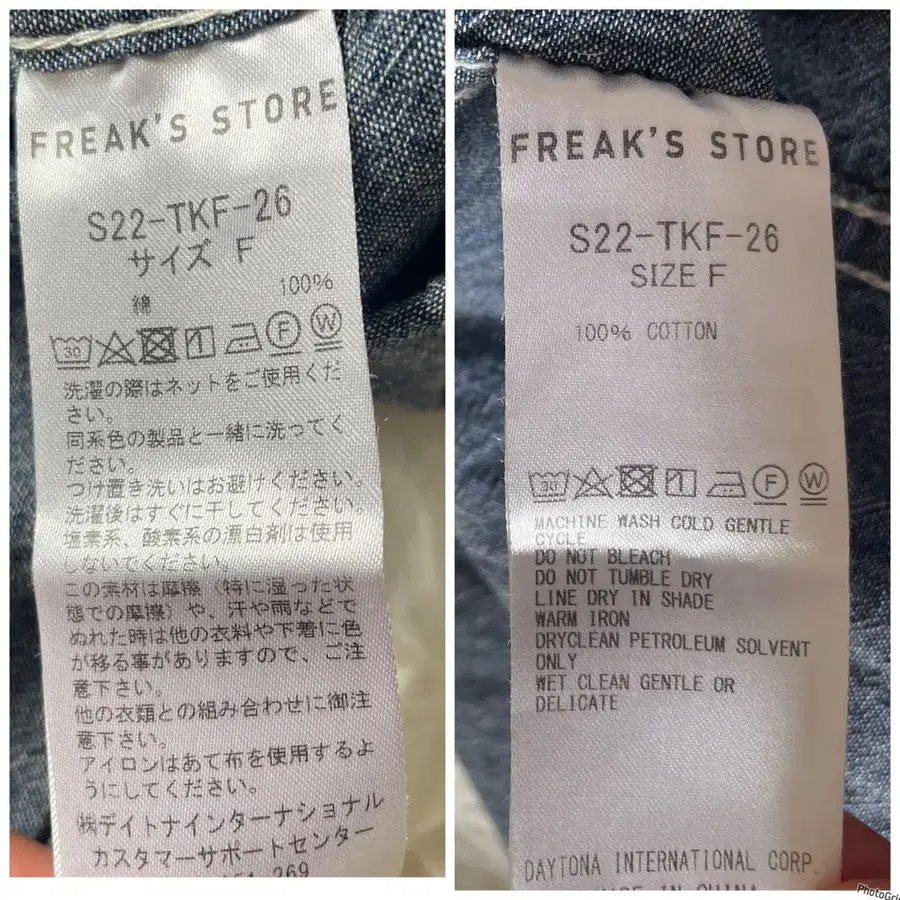 FREAK'S STORE
S22-TKF-26
サイズ F
綿 100%
30 1 F W
洗濯の際はネットをご使用くだ
さい。
同系色の製品と一緒に洗ってく
ださい。
つけ置き洗いはお避けください。
洗濯後はすぐに干してください。
塩素系、酸素系の漂白剤は使用
しないでください。
この素材は摩擦（特に湿った状
態での摩擦）や、汗や雨などで
ぬれた時は他の衣料や下着に色
が移る事がありますので、ご注
意下さい。
他の衣類との組み合わせに御注
意下さい。
アイロンはあて布を使用するよ
うにしてください。
㈱デイトナインターナショナル
カスタマーサポートセンター
269
FREAK'S STORE
S22-TKF-26
SIZE F
100% COTTON
30 1 F W
MACHINE WASH COLD GENTLE
CYCLE
DO NOT BLEACH
DO NOT TUMBLE DRY
LINE DRY IN SHADE
WARM IRON
DRYCLEAN PETROLEUM SOLVENT
ONLY
WET CLEAN GENTLE OR
DELICATE
DAYTONA INTERNATIONAL CORP.
MADE IN CHINA